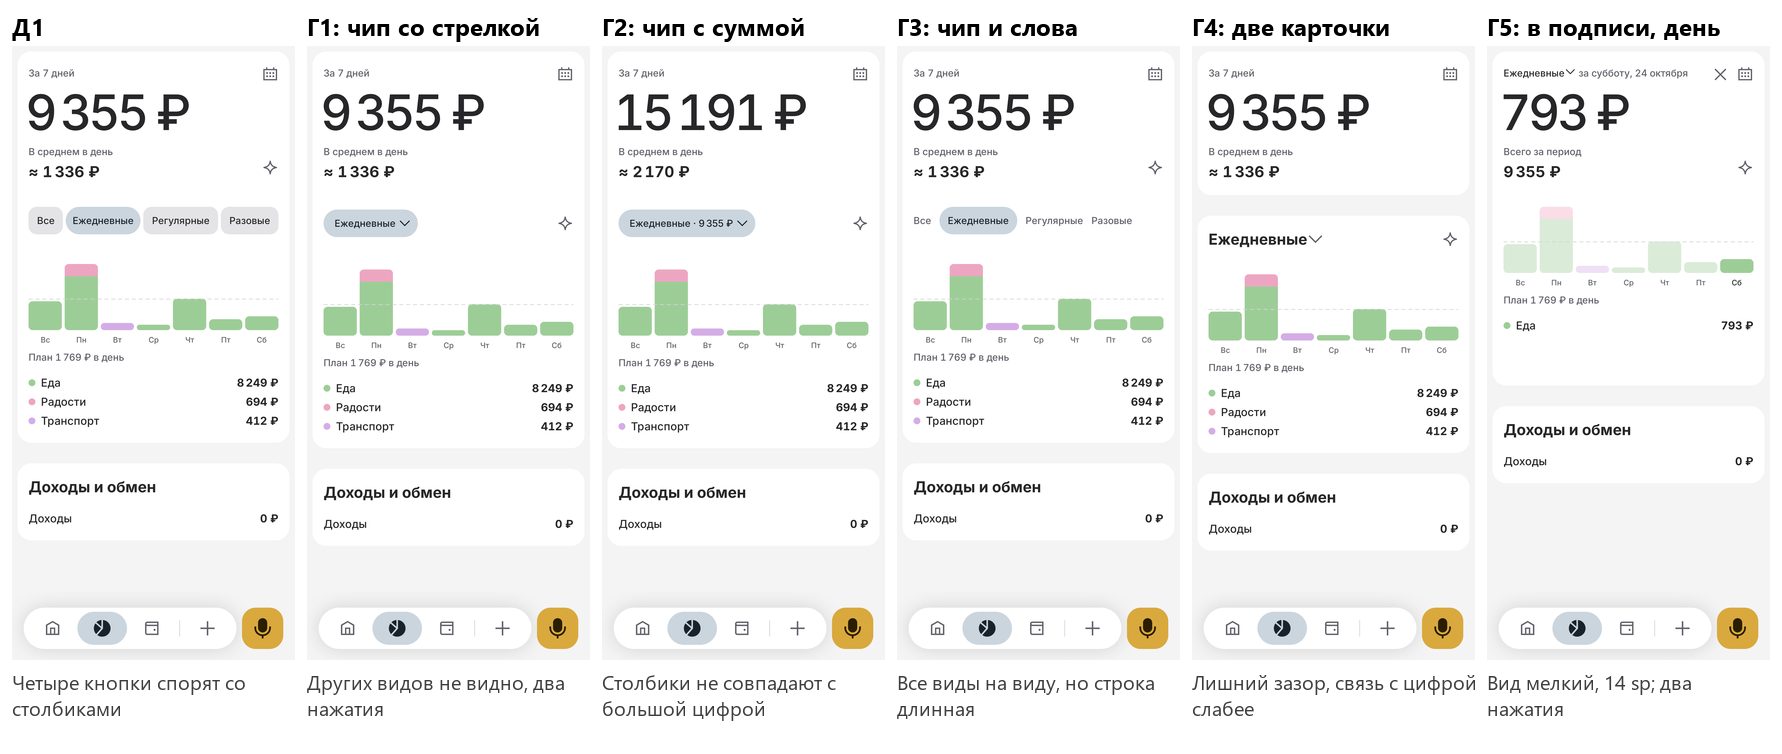 Д1
За 7 дней
9 355 ₽
В среднем в день
≈ 1 336 ₽
Все Ежедневные Регулярные Разовые
Вс Пн Вт Ср Чт Пт Сб
План 1 769 ₽ в день
Еда 8 249 ₽
Радости 694 ₽
Транспорт 412 ₽
Доходы и обмен
Доходы 0 ₽
Четыре кнопки спорят со
столбиками
Г1: чип со стрелкой
За 7 дней
9 355 ₽
В среднем в день
≈ 1 336 ₽
Ежедневные
Вс Пн Вт Ср Чт Пт Сб
План 1 769 ₽ в день
Еда 8 249 ₽
Радости 694 ₽
Транспорт 412 ₽
Доходы и обмен
Доходы 0 ₽
Других видов не видно, два
нажатия
Г2: чип с суммой
За 7 дней
15 191 ₽
В среднем в день
≈ 2 170 ₽
Ежедневные · 9 355 ₽
Вс Пн Вт Ср Чт Пт Сб
План 1 769 ₽ в день
Еда 8 249 ₽
Радости 694 ₽
Транспорт 412 ₽
Доходы и обмен
Доходы 0 ₽
Столбики не совпадают с
большой цифрой
Г3: чип и слова
За 7 дней
9 355 ₽
В среднем в день
≈ 1 336 ₽
Все Ежедневные Регулярные Разовые
Вс Пн Вт Ср Чт Пт Сб
План 1 769 ₽ в день
Еда 8 249 ₽
Радости 694 ₽
Транспорт 412 ₽
Доходы и обмен
Доходы 0 ₽
Все виды на виду, но строка
длинная
Г4: две карточки
За 7 дней
9 355 ₽
В среднем в день
≈ 1 336 ₽
Ежедневные
Вс Пн Вт Ср Чт Пт Сб
План 1 769 ₽ в день
Еда 8 249 ₽
Радости 694 ₽
Транспорт 412 ₽
Доходы и обмен
Доходы 0 ₽
Лишний зазор, связь с цифрой
слабее
Г5: в подписи, день
Ежедневные за субботу, 24 октября
793 ₽
Всего за период
9 355 ₽
Вс Пн Вт Ср Чт Пт Сб
План 1 769 ₽ в день
Еда 793 ₽
Доходы и обмен
Доходы 0 ₽
Вид мелкий, 14 sp; два
нажатия